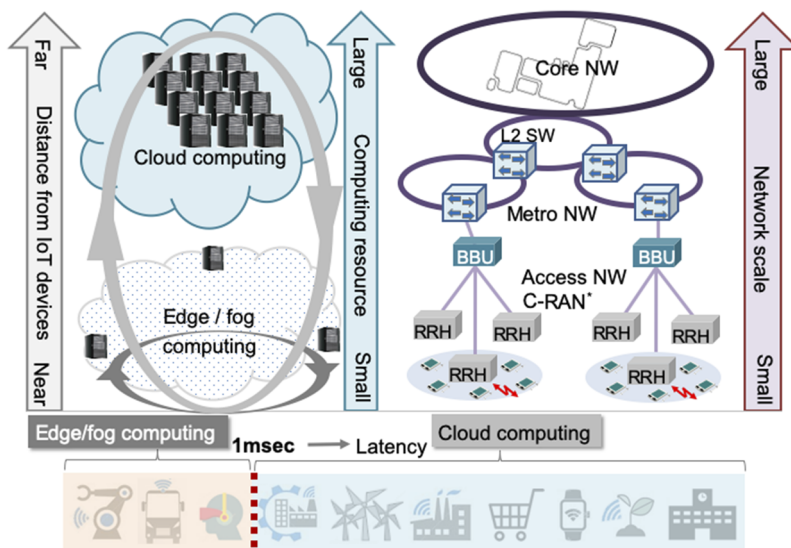 Far
Distance from IoT devices
Near
Cloud computing
Edge / fog
computing
Large
Computing resource
Small
Core NW
L2 SW
Metro NW
BBU
BBU
Access NW
C-RAN*
RRH
RRH
RRH
RRH
RRH
RRH
Large
Network scale
Small
Edge/fog computing
1msec
Latency
Cloud computing